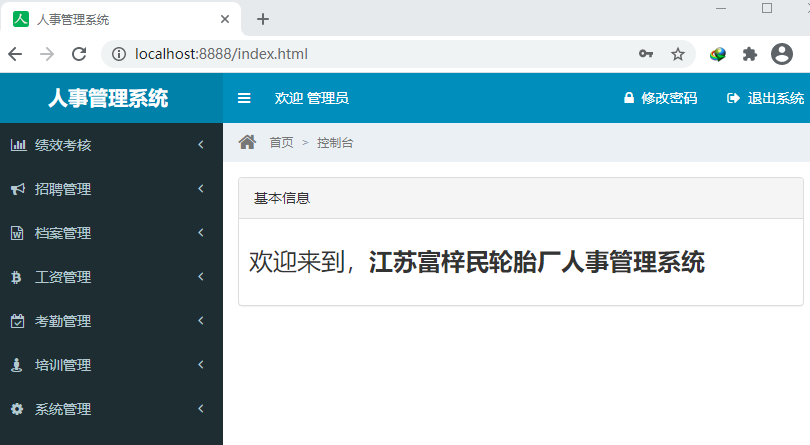 人事管理系统
localhost:8888/index.html
人事管理系统
欢迎 管理员
修改密码
退出系统
首页 > 控制台
绩效考核
招聘管理
档案管理
工资管理
考勤管理
培训管理
系统管理
基本信息
欢迎来到，江苏富梓民轮胎厂人事管理系统